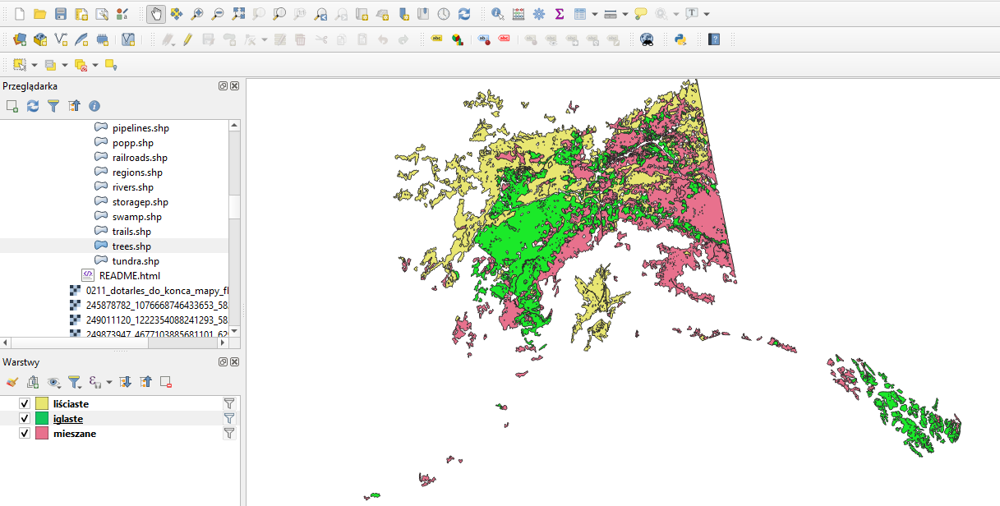 Przeglądarka
pipelines.shp
popp.shp
railroads.shp
regions.shp
rivers.shp
storagep.shp
swamp.shp
trails.shp
trees.shp
tundra.shp
README.html
0211_dotarles_do_konca_mapy_fl
245878782_1076668746433653_58
249011120_1222354088241293_58
249873947_4677103885681101_62
Warstwy
liściaste
iglaste
mieszane